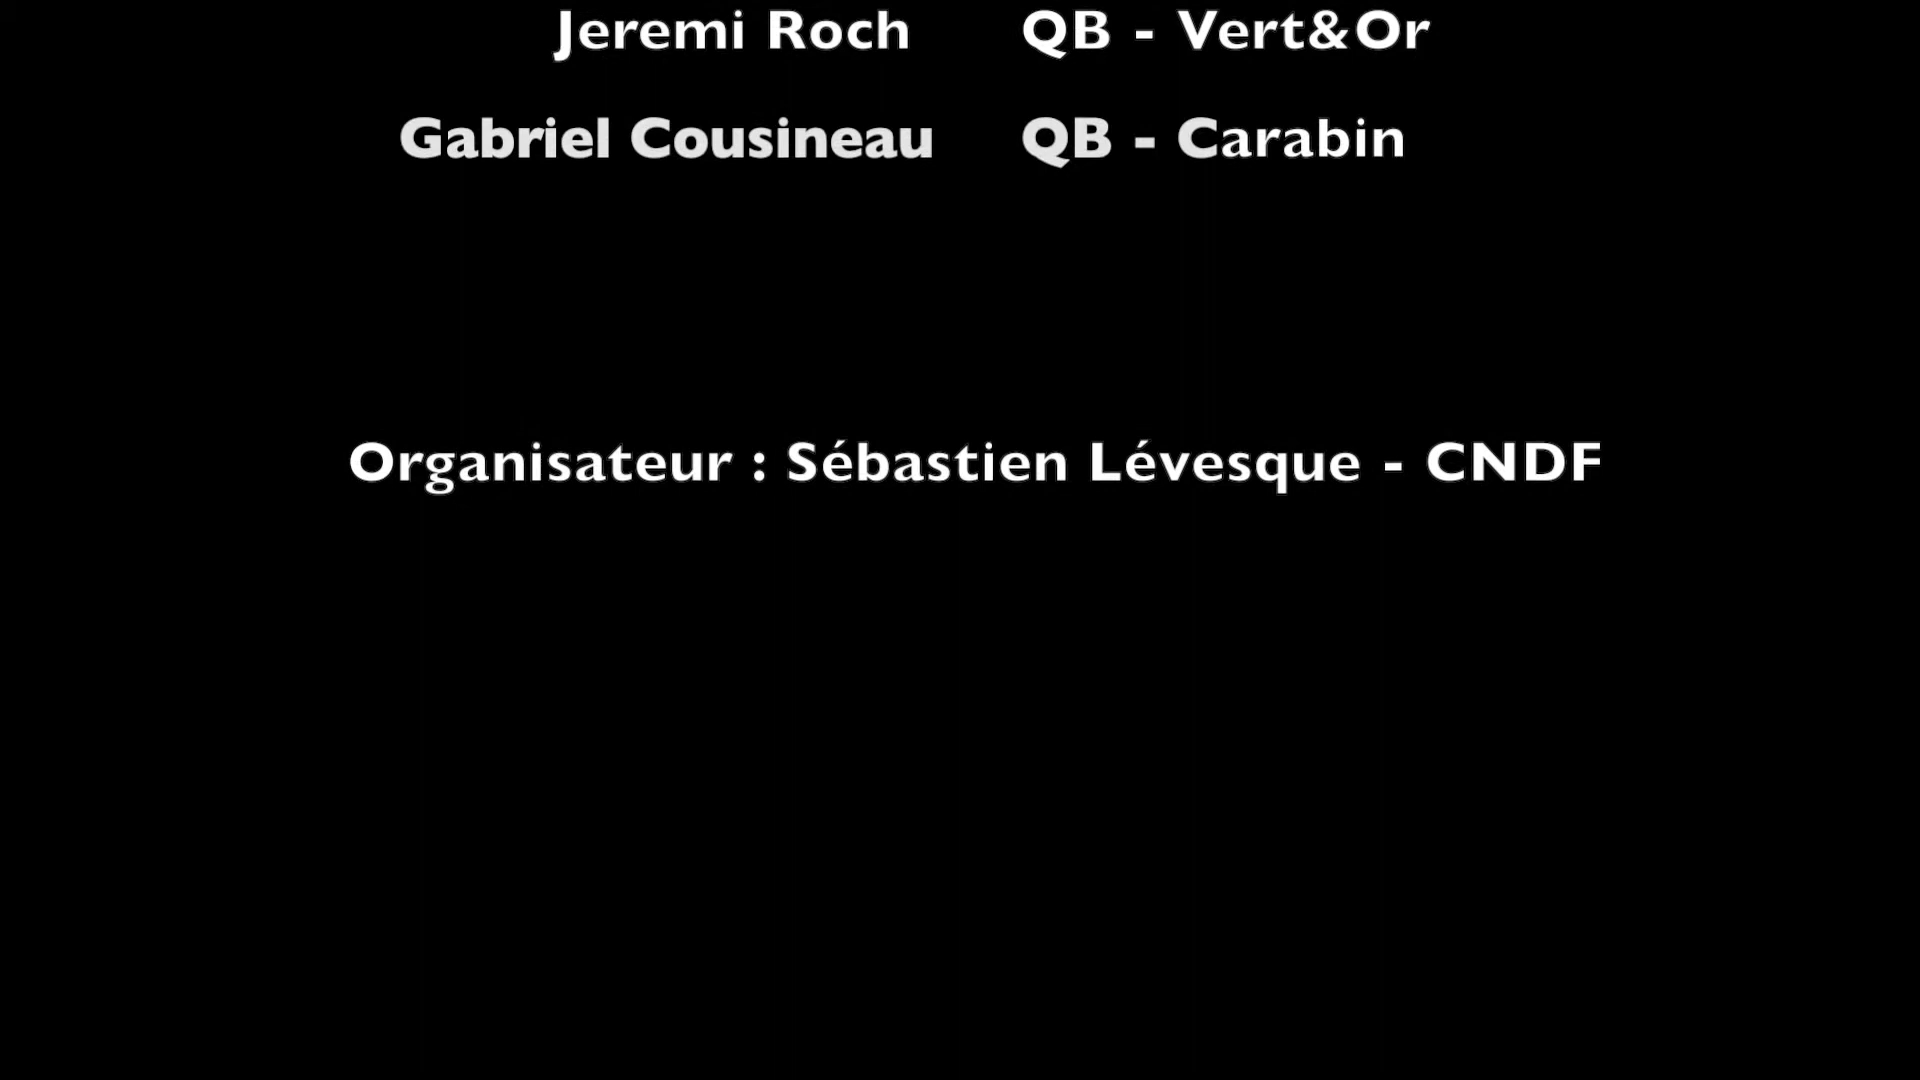 Jeremi Roch QB - Vert&Or
Gabriel Cousineau QB - Carabin
Organisateur : Sébastien Lévesque - CNDF